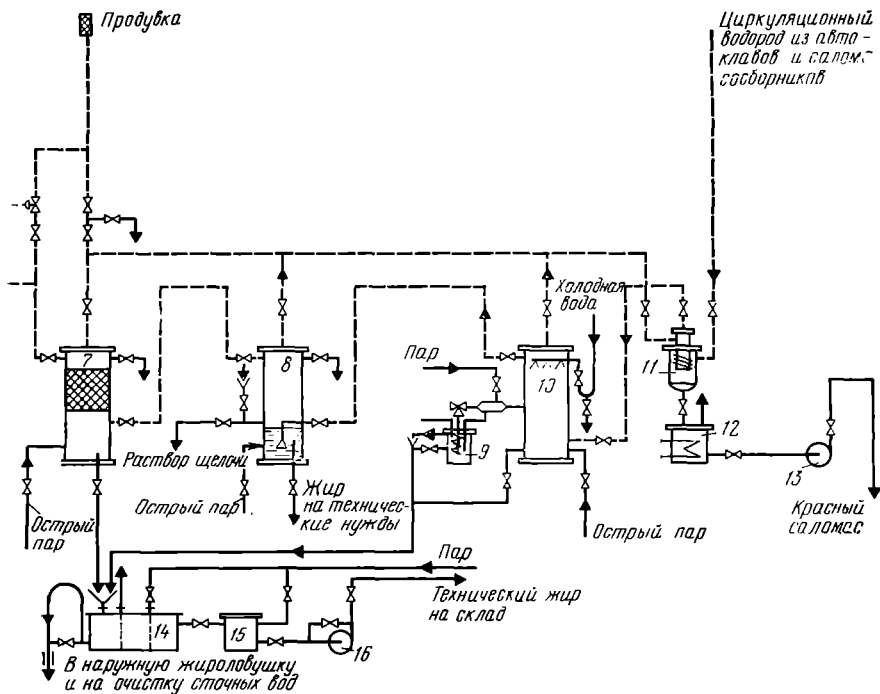 Продувка
Циркуляционный
водород из авто-
клавов и саломa-
сосборников
Холодная
вода
Пар
7
8
10
11
9
12
13
Раствор щелочи
Острый пар
Жир
на техничес-
кие нужды
Острый
пар
Острый пар
Красный
саломас
Пар
Технический жир
на склад
14
15
16
В наружную жироловушку
и на очистку сточных вод